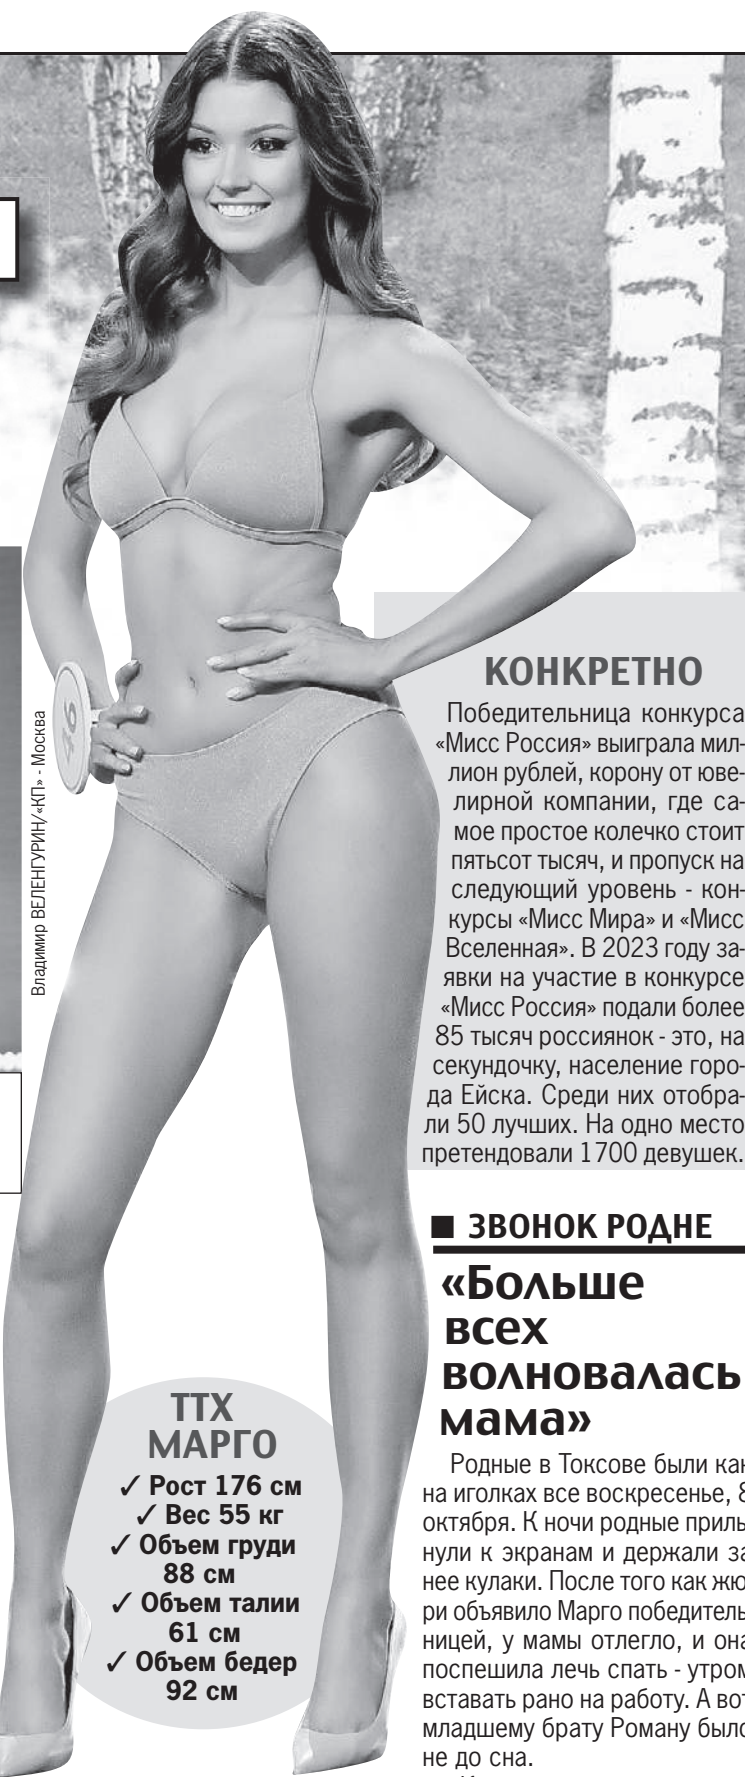 Владимир ВЕЛЕНГУРИН/«КП» - Москва
46
КОНКРЕТНО
Победительница конкурса
«Мисс Россия» выиграла мил-
лион рублей, корону от юве-
лирной компании, где са-
мое простое колечко стоит
пятьсот тысяч, и пропуск на
следующий уровень - кон-
курсы «Мисс Мира» и «Мисс
Вселенная». В 2023 году за-
явки на участие в конкурсе
«Мисс Россия» подали более
85 тысяч россиянок - это, на
секундочку, население горо-
да Ейска. Среди них отобра-
ли 50 лучших. На одно место
претендовали 1700 девушек.
■ ЗВОНОК РОДНЕ
«Больше
всех
волновалась
мама»
Родные в Токсове были как
на иголках все воскресенье, 8
октября. К ночи родные приль-
нули к экранам и держали за
нее кулаки. После того как жю-
ри объявило Марго победитель-
ницей, у мамы отлегло, и она
поспешила лечь спать - утром
вставать рано на работу. А вот
младшему брату Роману было
не до сна.
ТТХ
МАРГО
✓ Рост 176 см
✓ Вес 55 кг
✓ Объем груди
88 см
✓ Объем талии
61 см
✓ Объем бедер
92 см